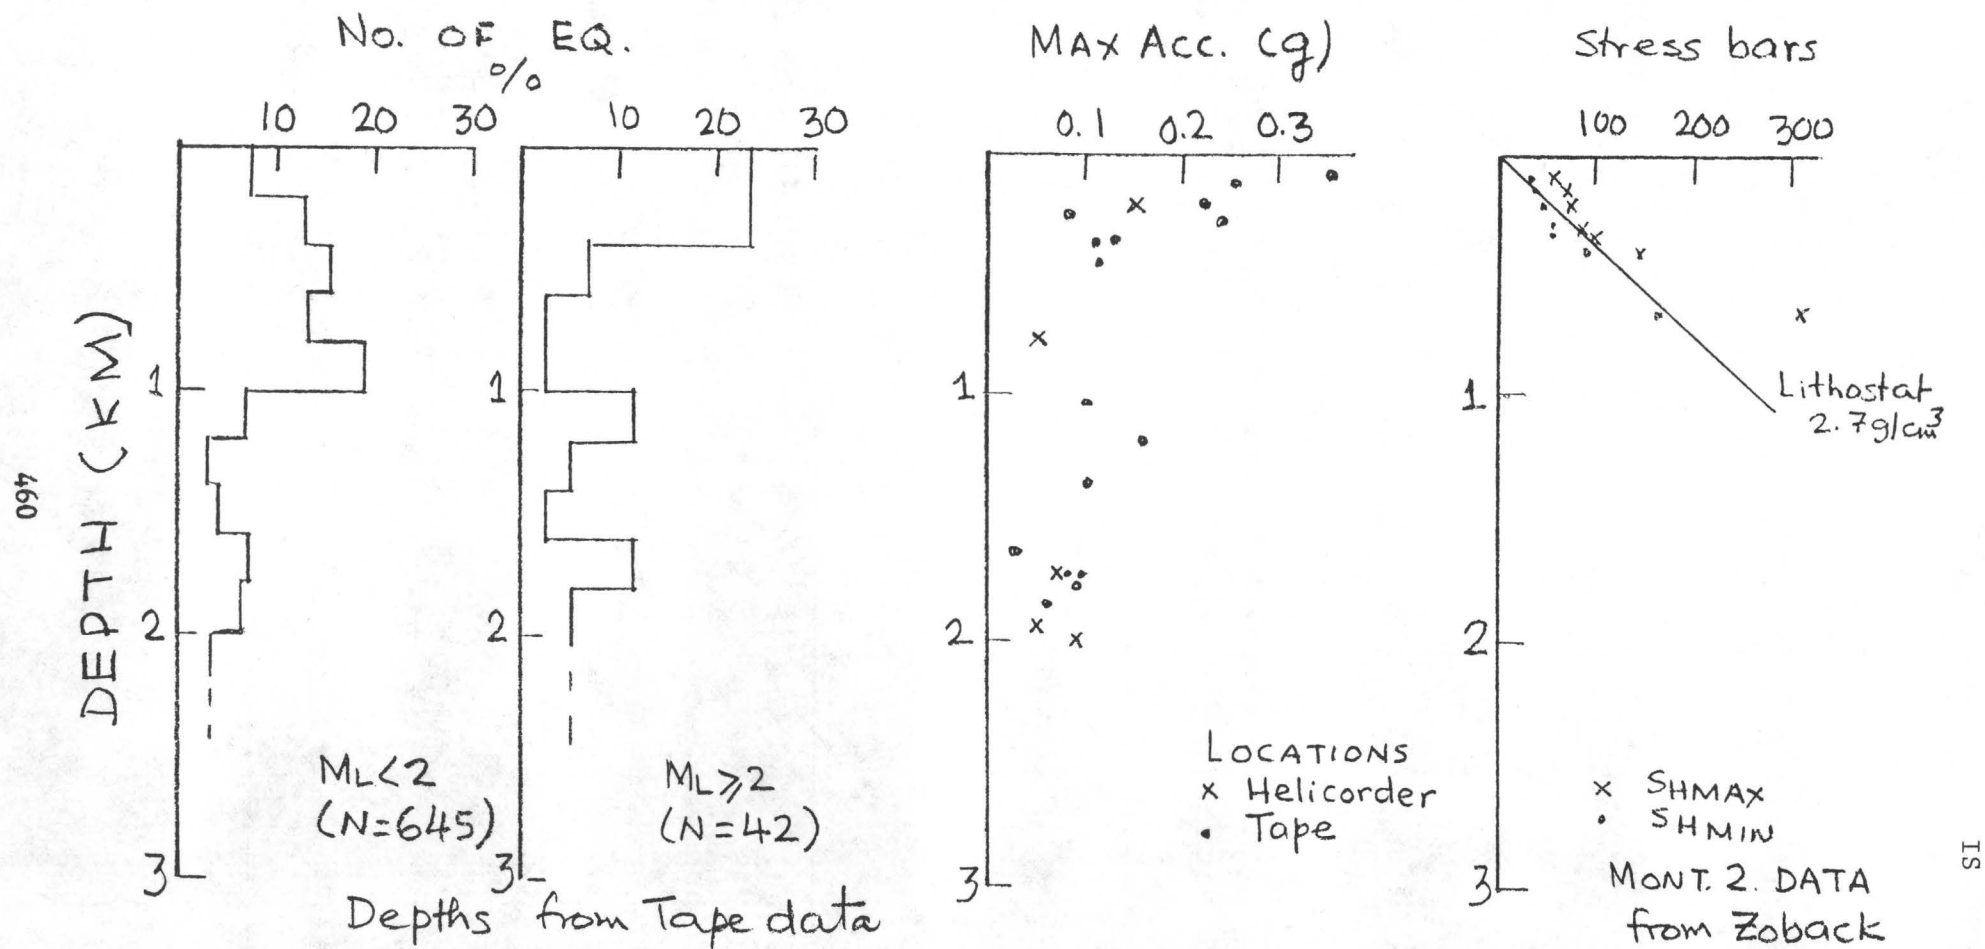 No. OF EQ.
%
10 20 30
10 20 30
DEPTH (KM)
1
2
3
1
2
3
ML<2
(N=645)
ML⩾2
(N=42)
Depths from Tape data
MAX Acc. (g)
0.1 0.2 0.3
1
2
3
LOCATIONS
x Helicorder
• Tape
Stress bars
100 200 300
1
2
3
Lithostat
2.7g/cm³
x SHMAX
• SHMIN
MONT. 2. DATA
from Zoback
460
IS